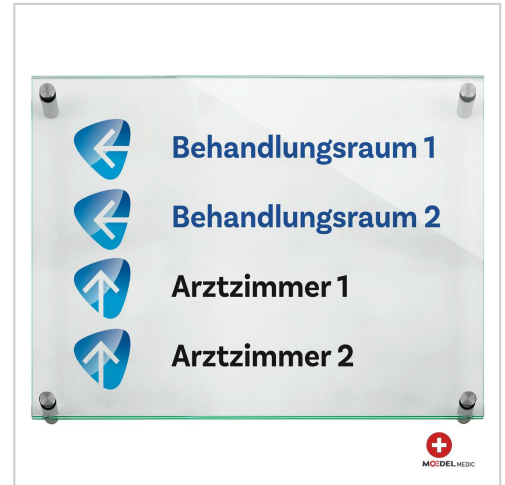 Behandlungsraum 1
Behandlungsraum 2
Arztzimmer 1
Arztzimmer 2
MOEDEL MEDIC